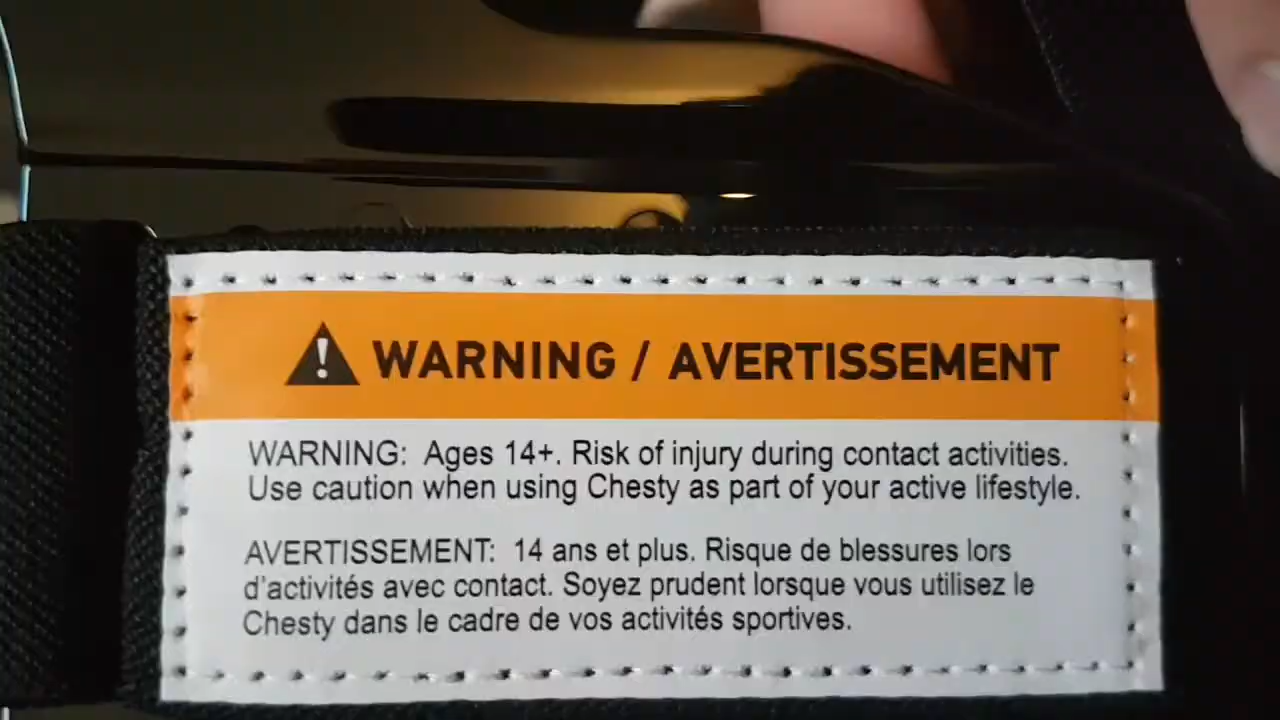 WARNING / AVERTISSEMENT
WARNING: Ages 14+. Risk of injury during contact activities.
Use caution when using Chesty as part of your active lifestyle.
AVERTISSEMENT: 14 ans et plus. Risque de blessures lors
d'activités avec contact. Soyez prudent lorsque vous utilisez le
Chesty dans le cadre de vos activités sportives.